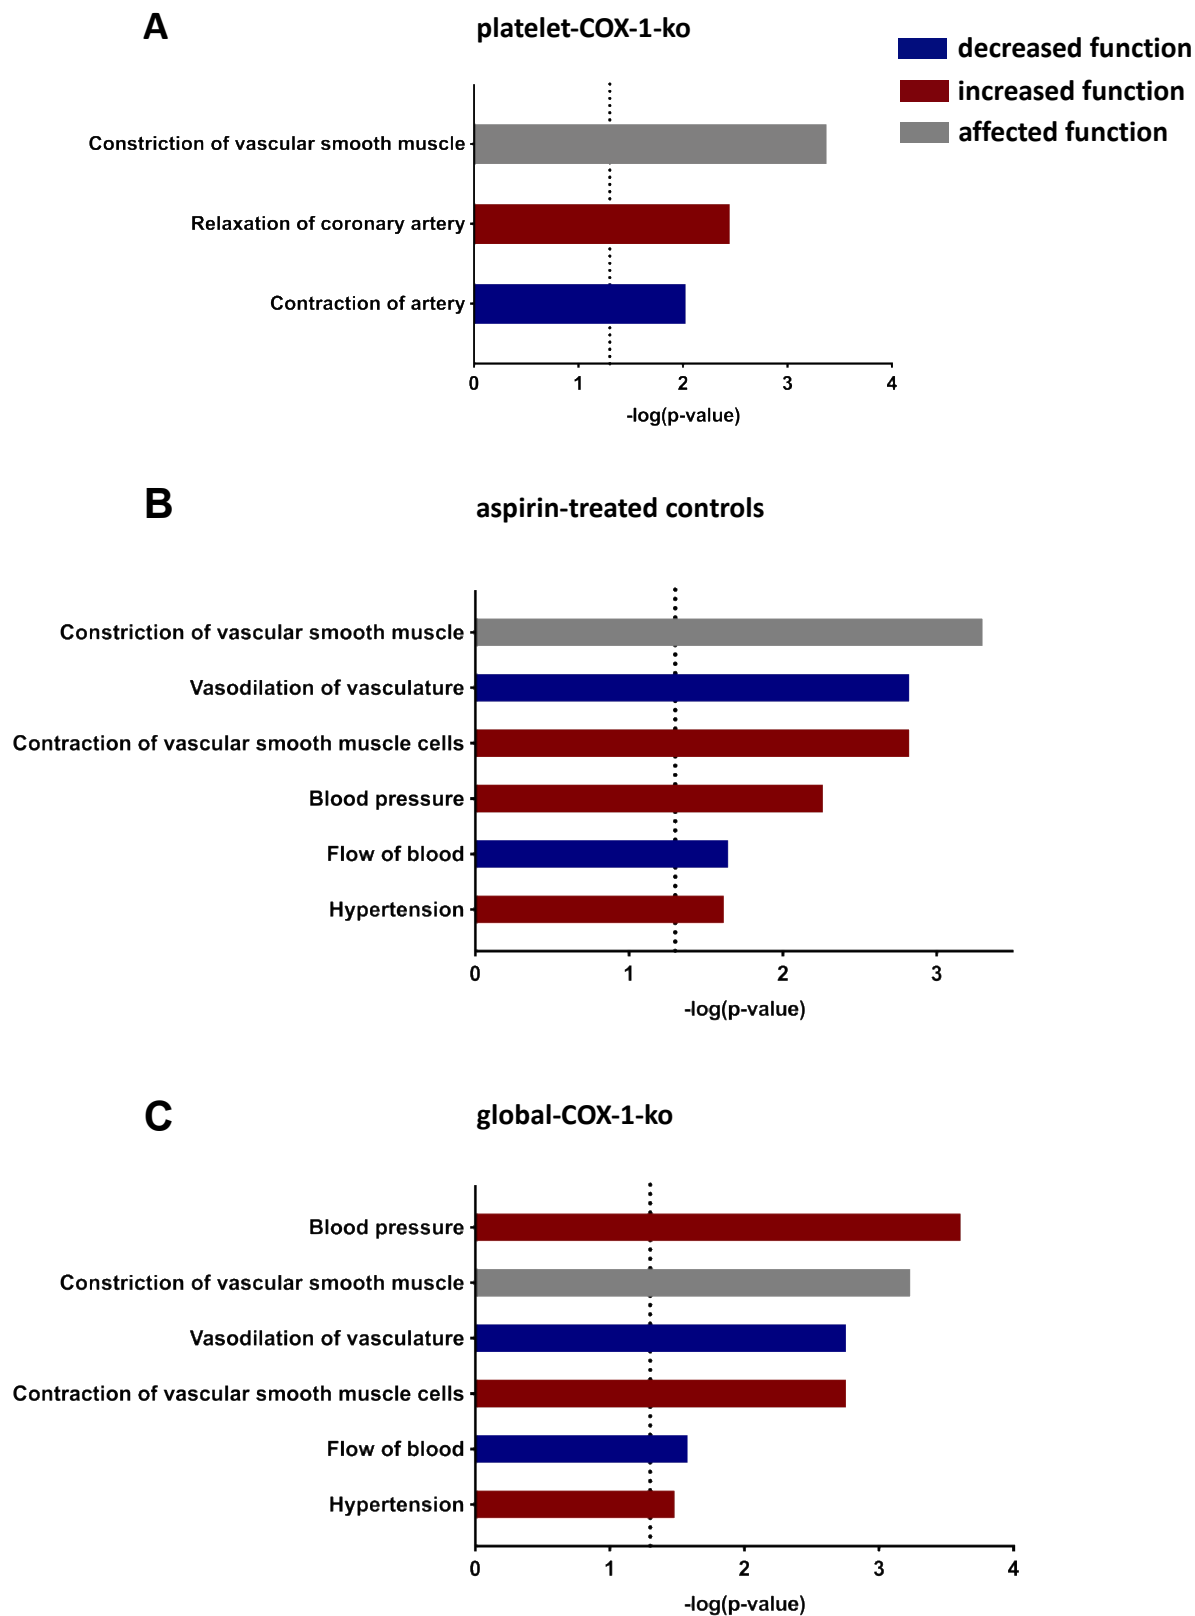 A
platelet-COX-1-ko
decreased function
increased function
affected function
Constriction of vascular smooth muscle
Relaxation of coronary artery
Contraction of artery
0 1 2 3 4
-log(p-value)
B
aspirin-treated controls
Constriction of vascular smooth muscle
Vasodilation of vasculature
Contraction of vascular smooth muscle cells
Blood pressure
Flow of blood
Hypertension
0 1 2 3
-log(p-value)
C
global-COX-1-ko
Blood pressure
Constriction of vascular smooth muscle
Vasodilation of vasculature
Contraction of vascular smooth muscle cells
Flow of blood
Hypertension
0 1 2 3 4
-log(p-value)